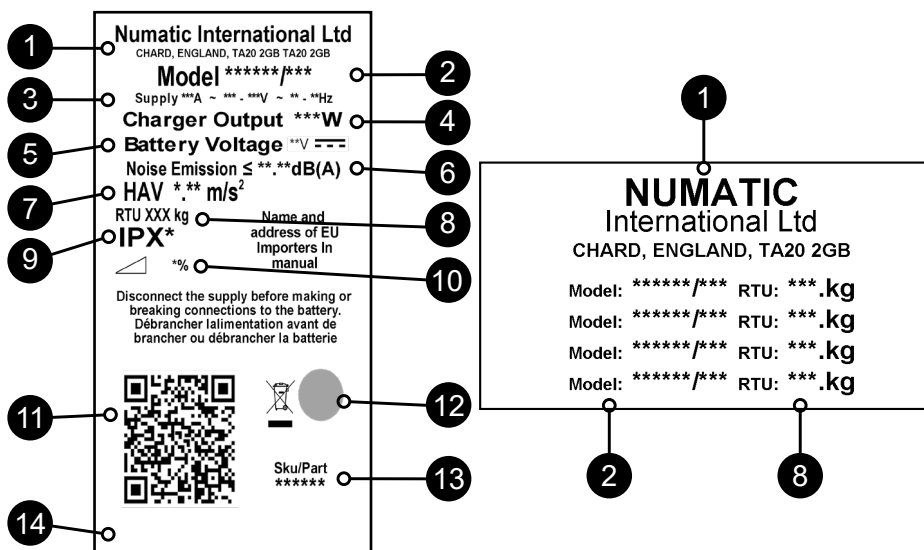 Numatic International Ltd
CHARD, ENGLAND, TA20 2GB TA20 2GB
1
Model ******/***
2
3
Supply ***A ~ *** - ***V ~ ** - **Hz
Charger Output ***W
4
5
Battery Voltage **V
Noise Emission ≤ **.**dB(A)
6
7
HAV *.** m/s²
RTU XXX kg
8
9
IPX*
Name and
address of EU
Importers In
manual
*%
10
Disconnect the supply before making or
breaking connections to the battery.
Débrancher lalimentation avant de
brancher ou débrancher la batterie
11
12
Sku/Part
******
13
14
1
NUMATIC
International Ltd
CHARD, ENGLAND, TA20 2GB
Model: ******/*** RTU: ***.kg
Model: ******/*** RTU: ***.kg
Model: ******/*** RTU: ***.kg
Model: ******/*** RTU: ***.kg
2
8